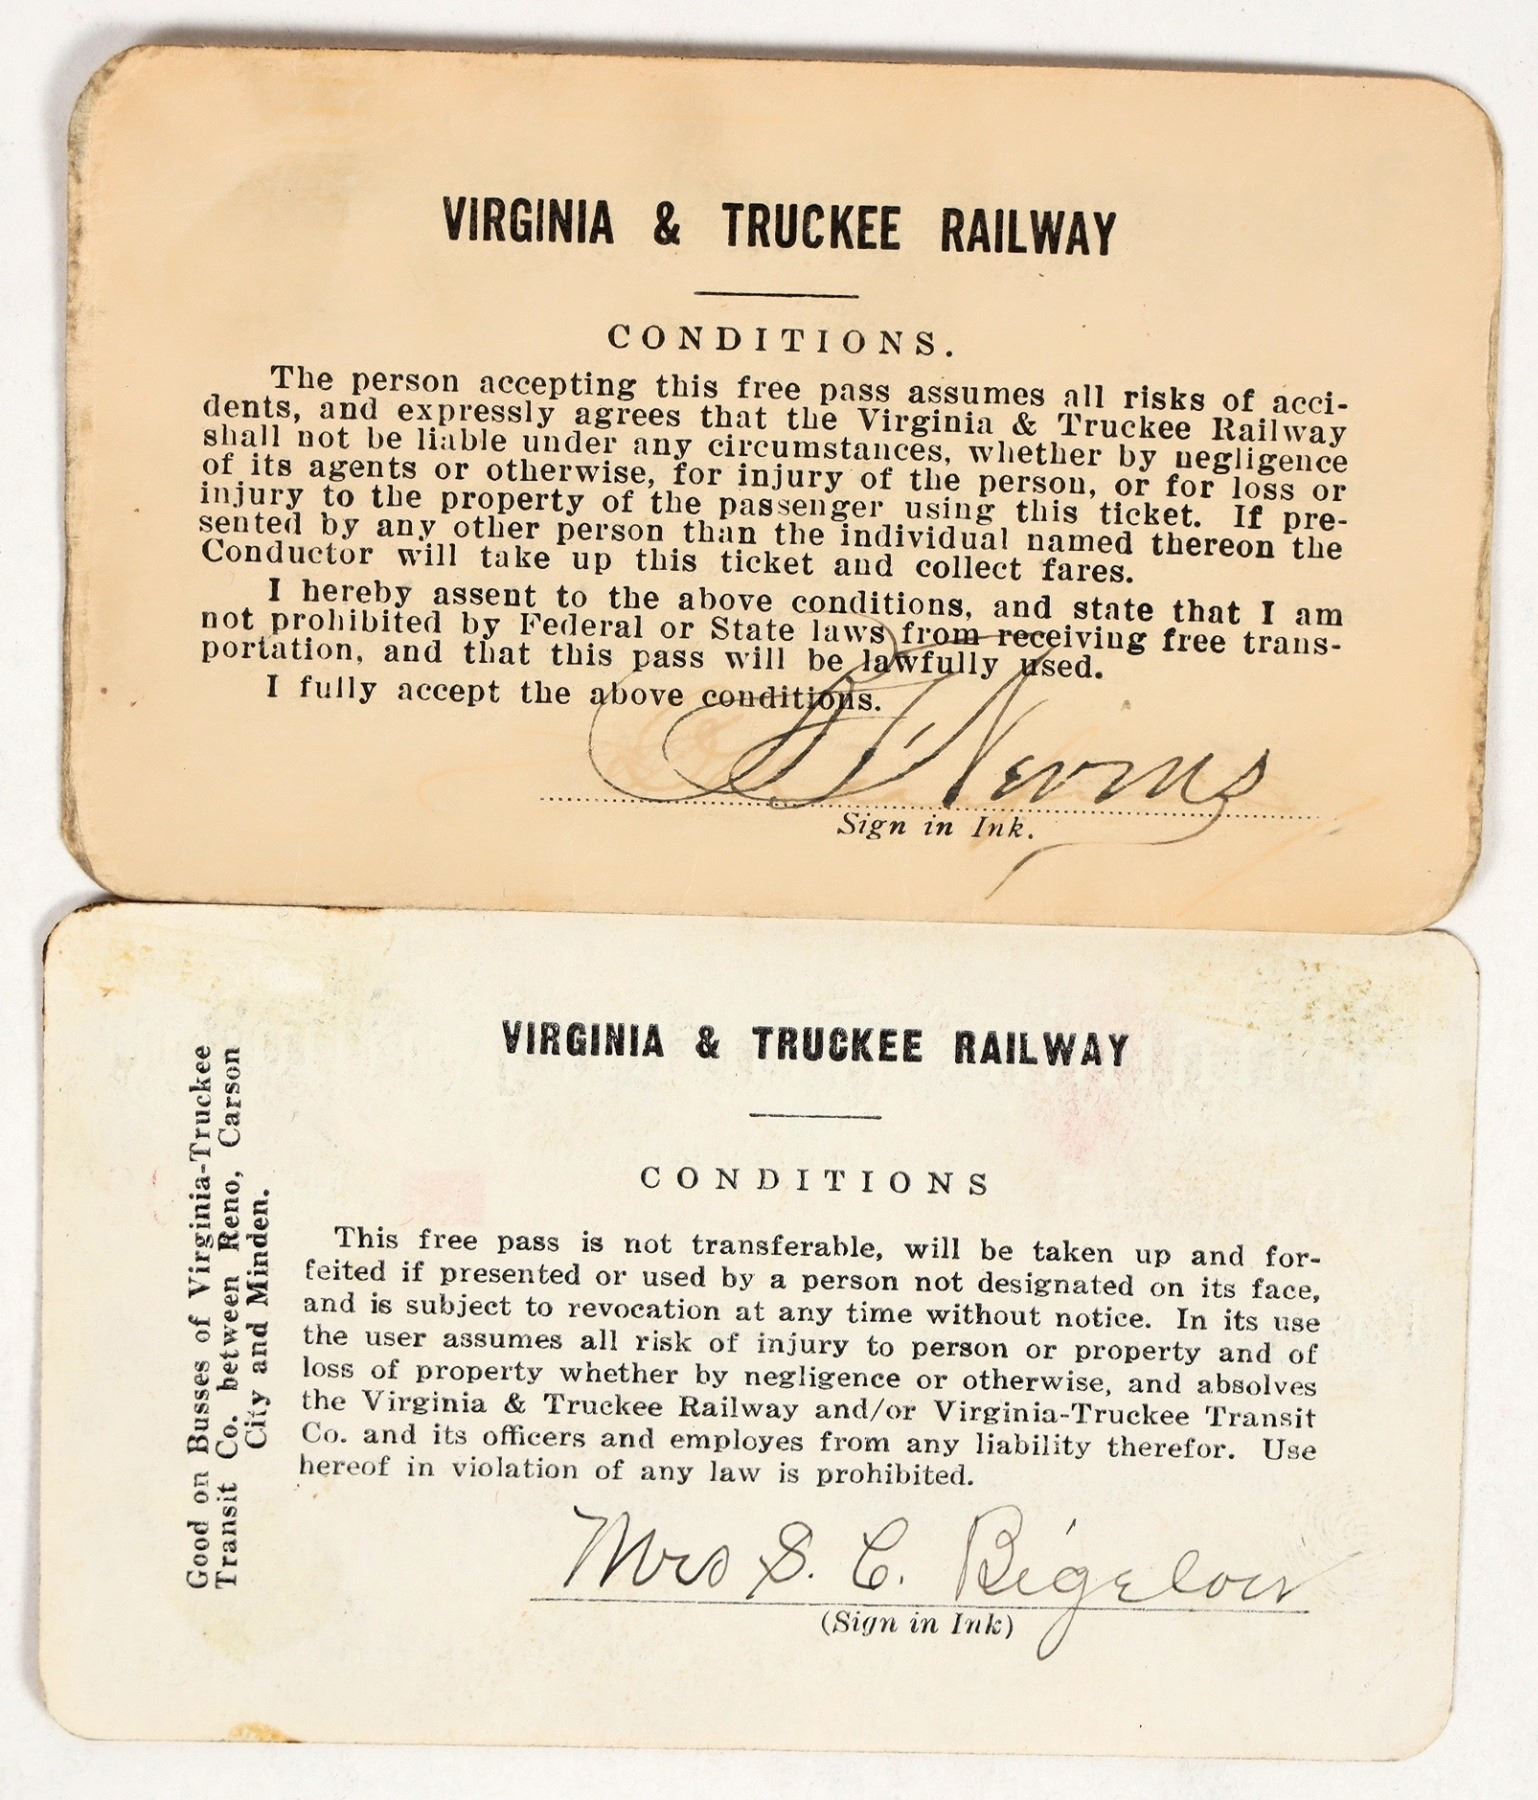 VIRGINIA & TRUCKEE RAILWAY
CONDITIONS.
The person accepting this free pass assumes all risks of acci-
dents, and expressly agrees that the Virginia & Truckee Railway
shall not be liable under any circumstances, whether by negligence
of its agents or otherwise, for injury of the person, or for loss or
injury to the property of the passenger using this ticket. If pre-
sented by any other person than the individual named thereon the
Conductor will take up this ticket and collect fares.
I hereby assent to the above conditions, and state that I am
not prohibited by Federal or State laws from receiving free trans-
portation, and that this pass will be lawfully used.
I fully accept the above conditions.
Sign in Ink.
VIRGINIA & TRUCKEE RAILWAY
CONDITIONS
This free pass is not transferable, will be taken up and for-
feited if presented or used by a person not designated on its face,
and is subject to revocation at any time without notice. In its use
the user assumes all risk of injury to person or property and of
loss of property whether by negligence or otherwise, and absolves
the Virginia & Truckee Railway and/or Virginia-Truckee Transit
Co. and its officers and employes from any liability therefor. Use
hereof in violation of any law is prohibited.
Mrs S. C. Bigelow
(Sign in Ink)
Good on Busses of Virginia-Truckee
Transit Co. between Reno, Carson
City and Minden.